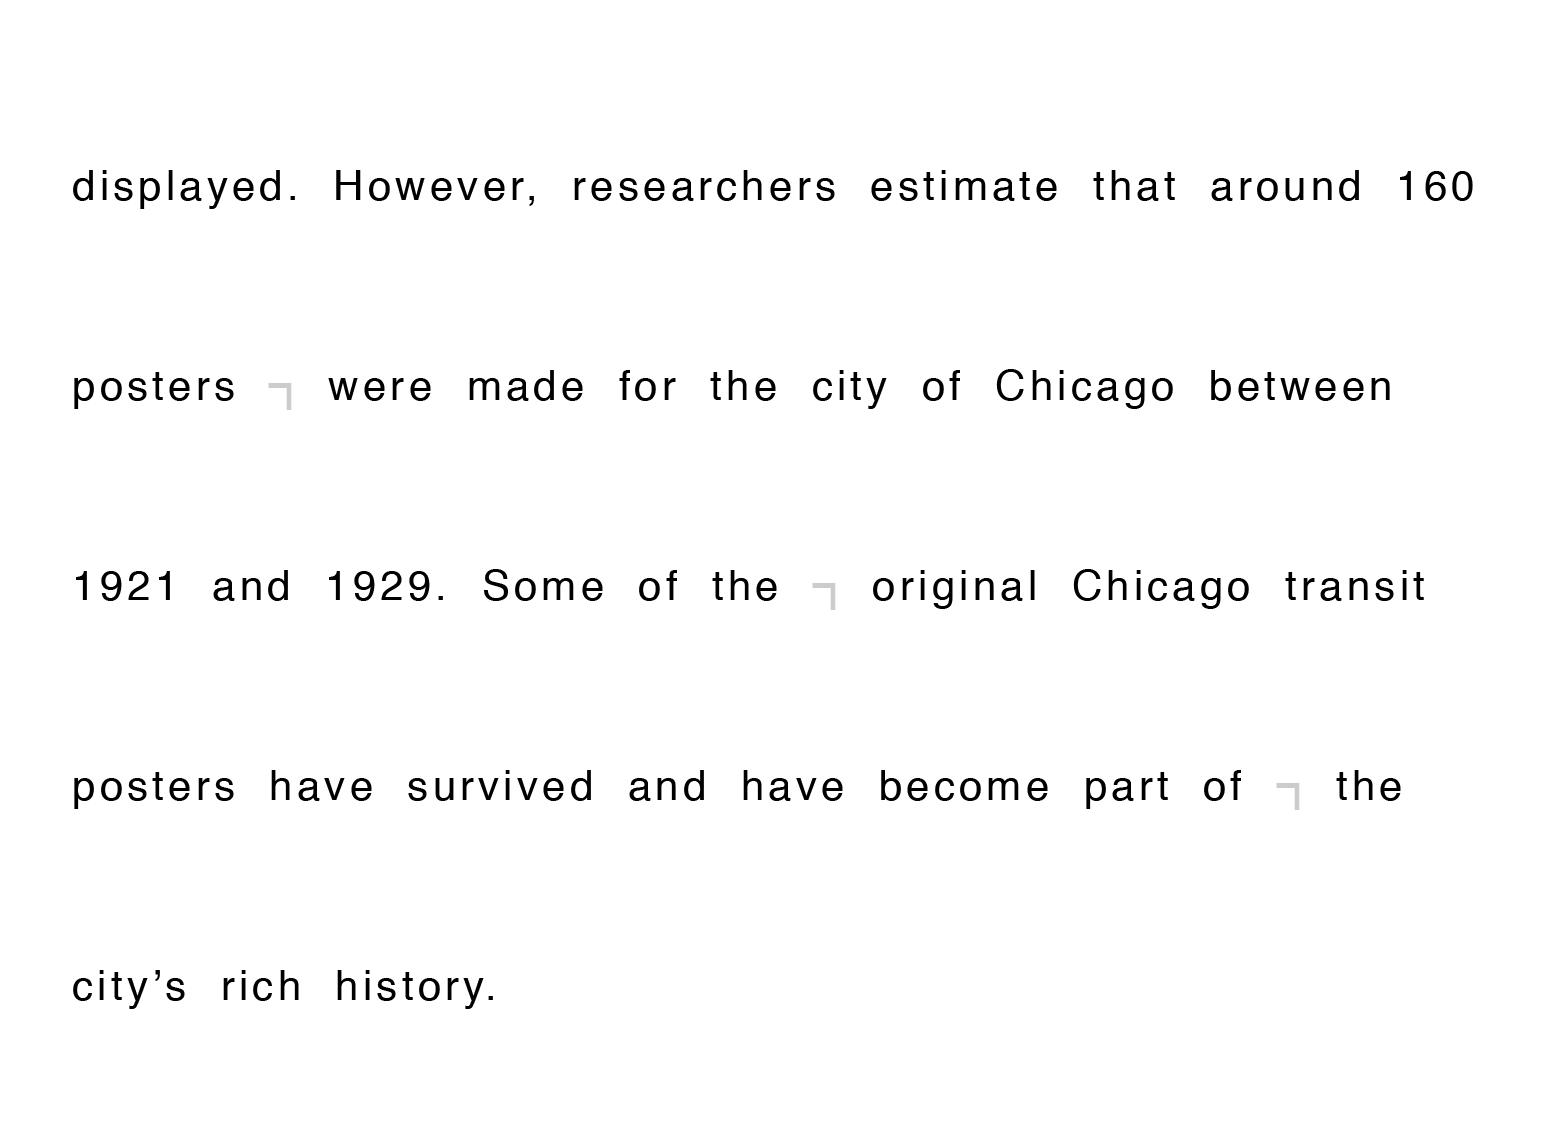 displayed. However, researchers estimate that around 160
posters ¬ were made for the city of Chicago between
1921 and 1929. Some of the ¬ original Chicago transit
posters have survived and have become part of ¬ the
city’s rich history.